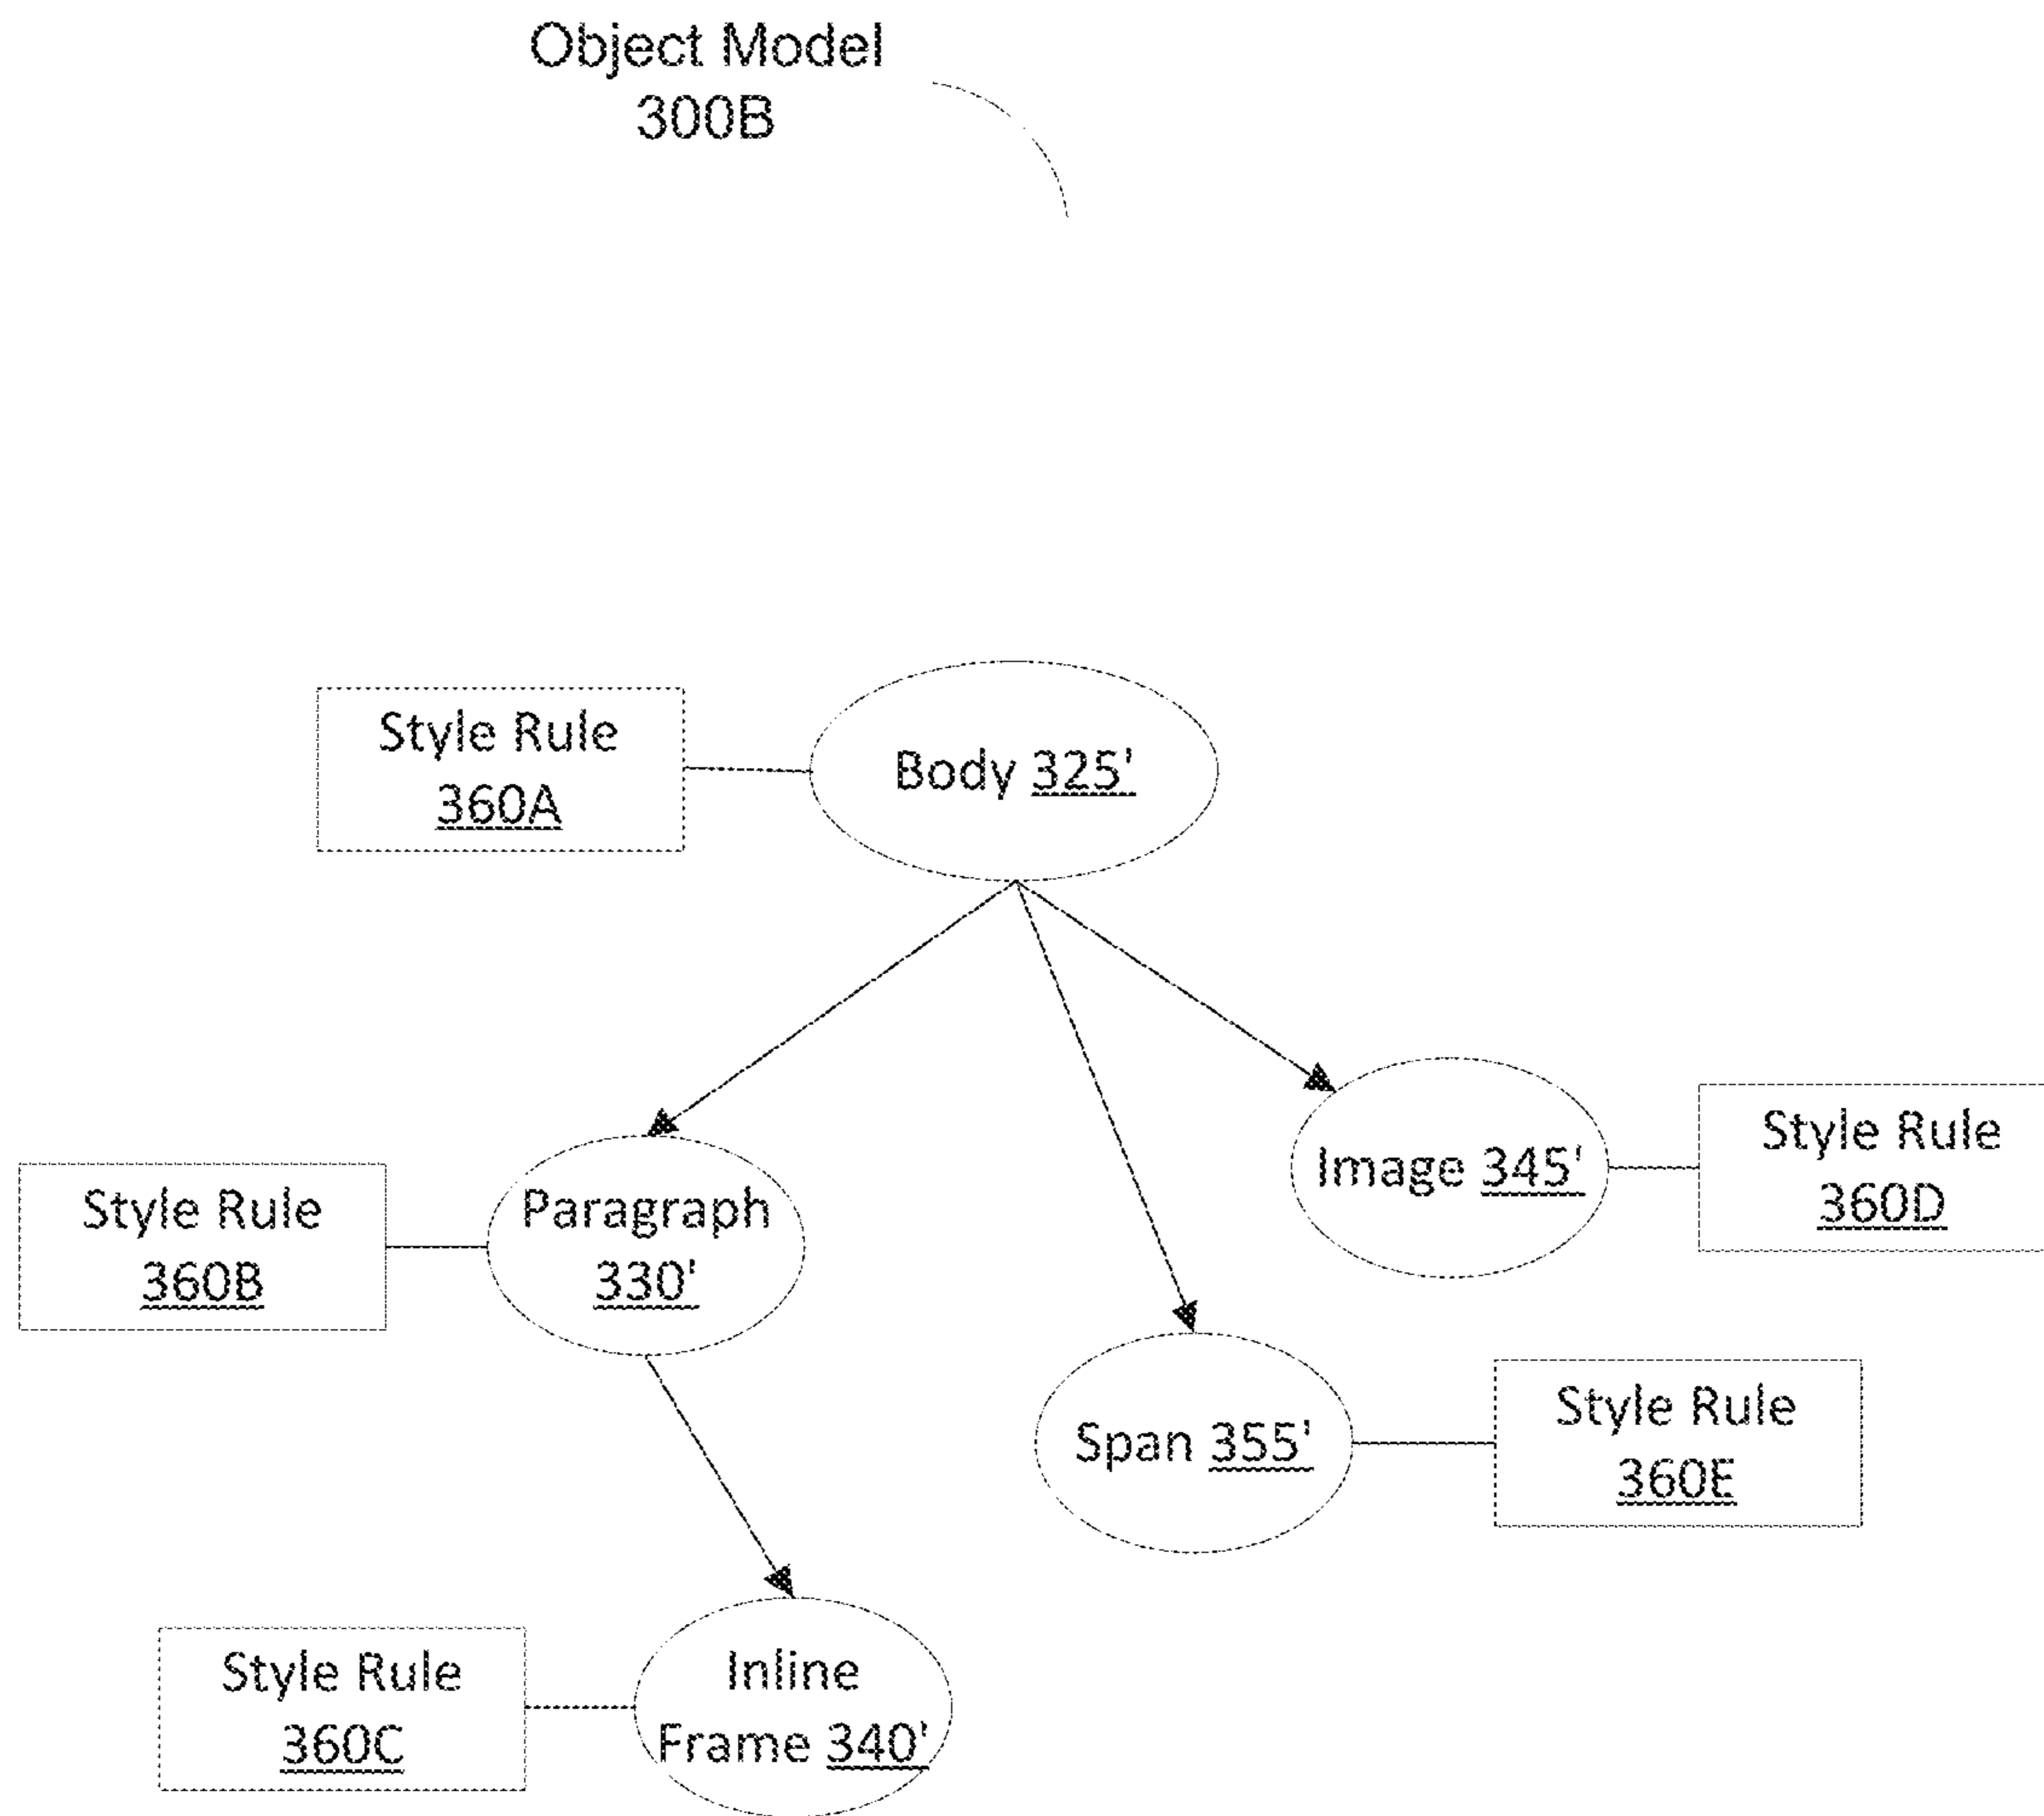 Object Model
300B
Style Rule
360A
Body 325'
Style Rule
360B
Paragraph
330'
Image 345'
Style Rule
360D
Span 355'
Style Rule
360E
Style Rule
360C
Inline
Frame 340'